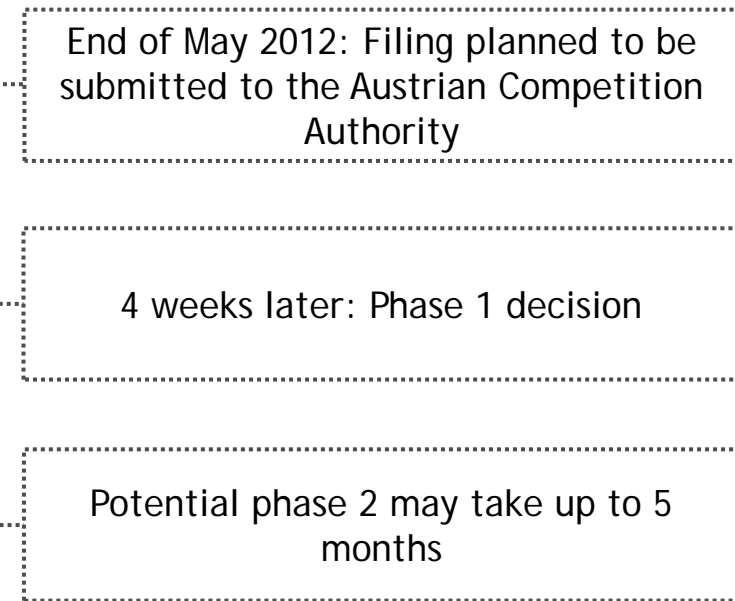 End of May 2012: Filing planned to be
submitted to the Austrian Competition
Authority
4 weeks later: Phase 1 decision
Potential phase 2 may take up to 5
months